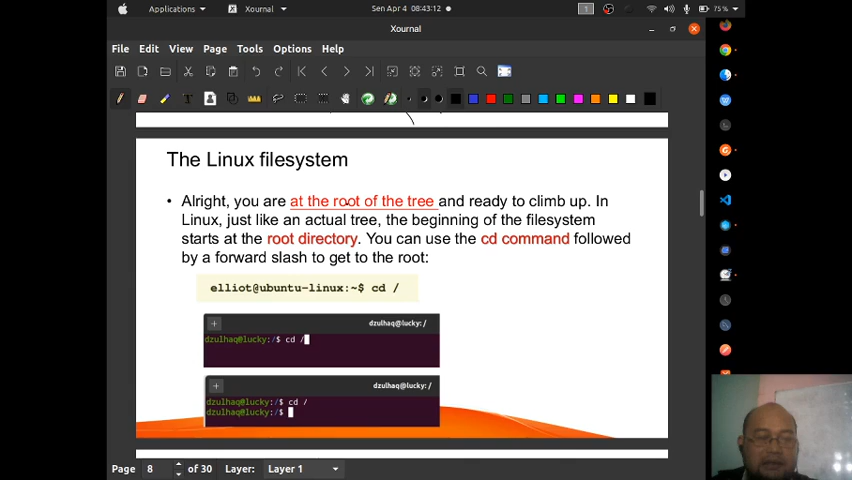 Applications
Xournal
Sen Apr 4 08:43:12
1
75 %
Xournal
File Edit View Page Tools Options Help
The Linux filesystem
• Alright, you are at the root of the tree and ready to climb up. In
Linux, just like an actual tree, the beginning of the filesystem
starts at the root directory. You can use the cd command followed
by a forward slash to get to the root:
elliot@ubuntu-linux:~$ cd /
dzulhaq@lucky: /
dzulhaq@lucky:/$ cd /
dzulhaq@lucky: /
dzulhaq@lucky:/$ cd /
dzulhaq@lucky:/$
Page 8 of 30 Layer: Layer 1